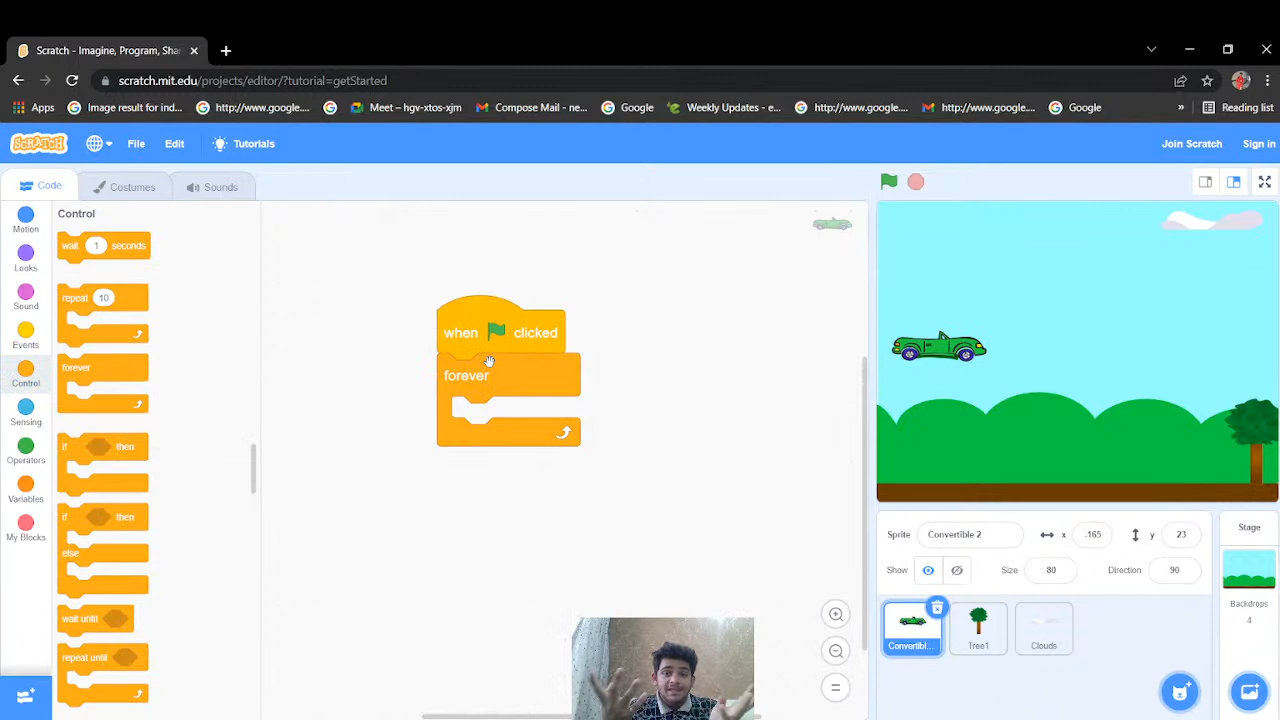 Scratch - Imagine, Program, Sha
scratch.mit.edu/projects/editor/?tutorial=getStarted
Apps
Image result for ind...
http://www.google....
Meet – hgv-xtos-xjm
Compose Mail - ne...
Google
Weekly Updates - e...
http://www.google....
http://www.google....
Google
»
Reading list
SCRATCH
File
Edit
Tutorials
Join Scratch
Sign in
Code
Costumes
Sounds
Motion
Looks
Sound
Events
Control
Sensing
Operators
Variables
My Blocks
Control
wait 1 seconds
repeat 10
forever
if then
if then
else
wait until
repeat until
when clicked
forever
Sprite Convertible 2
x -165
y 23
Show
Size 80
Direction 90
Convertibl...
Tree1
Clouds
Stage
Backdrops
4